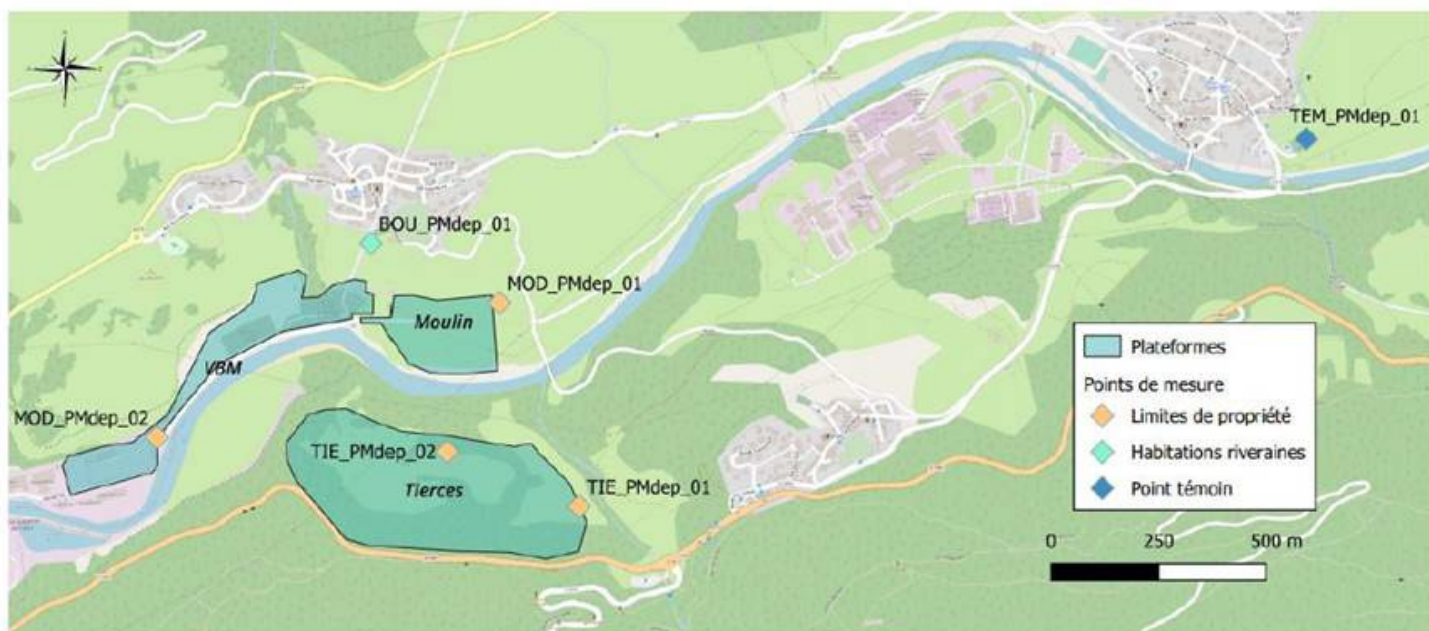 TEM_PMdep_01
BOU_PMdep_01
MOD_PMdep_01
Moulin
VBM
MOD_PMdep_02
TIE_PMdep_02
Tierces
TIE_PMdep_01
Plateformes
Points de mesure
Limites de propriété
Habitations riveraines
Point témoin
0 250 500 m